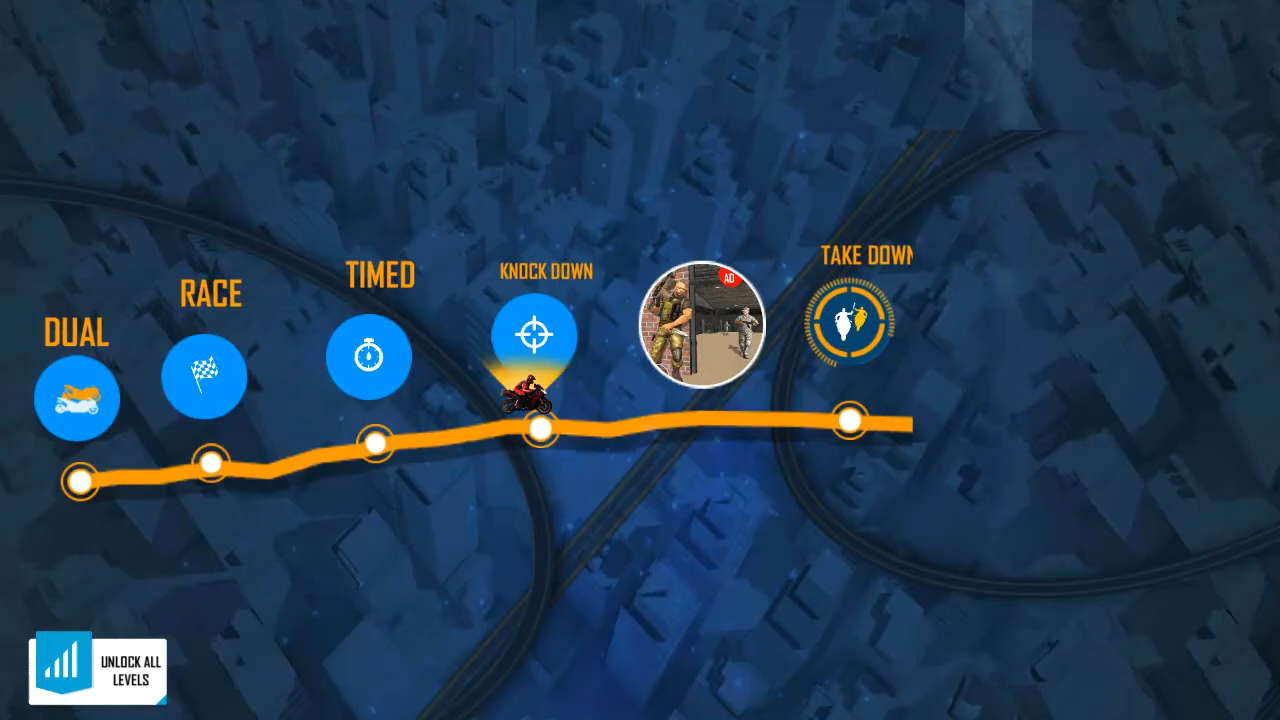 DUAL
RACE
TIMED
KNOCK DOWN
AD
TAKE DOWN
UNLOCK ALL
LEVELS